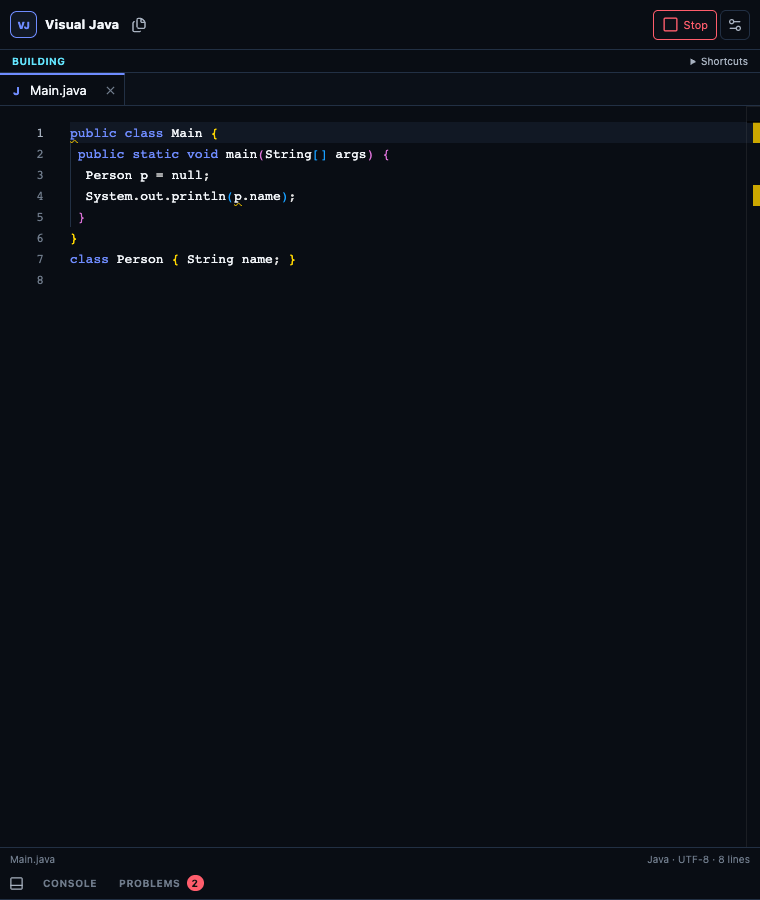 VJ Visual Java Stop
BUILDING Shortcuts
J Main.java
1 public class Main {
2 public static void main(String[] args) {
3 Person p = null;
4 System.out.println(p.name);
5 }
6 }
7 class Person { String name; }
8
Main.java Java · UTF-8 · 8 lines
CONSOLE PROBLEMS 2